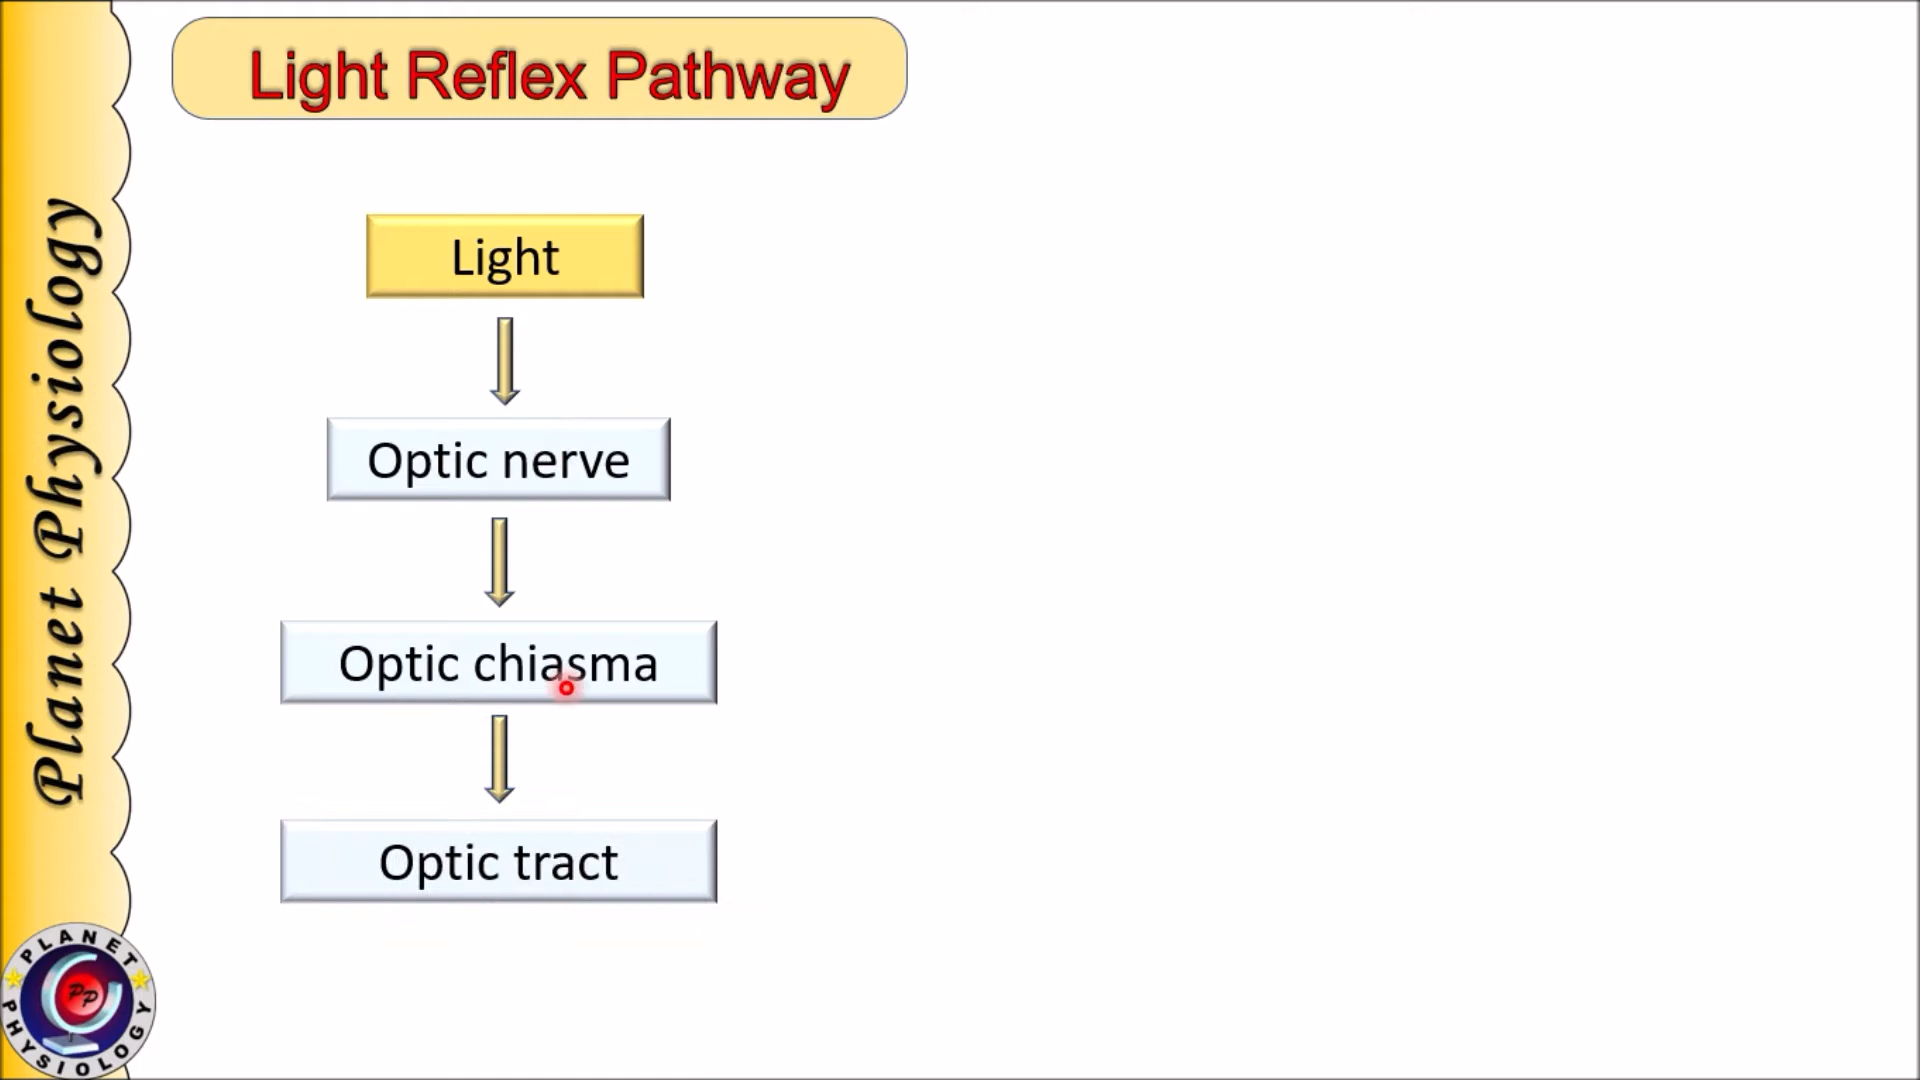 Light Reflex Pathway
Light
Optic nerve
Optic chiasma
Optic tract
Planet Physiology
PLANET
PP
PHYSIOLOGY